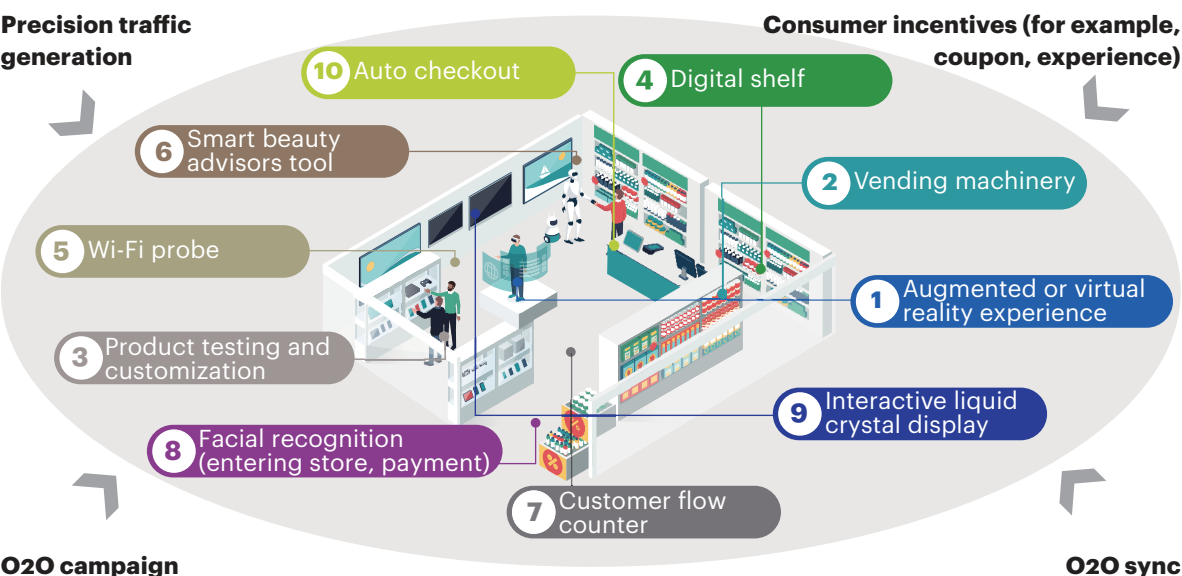 Precision traffic
generation
Consumer incentives (for example,
coupon, experience)
10 Auto checkout
4 Digital shelf
6 Smart beauty
advisors tool
2 Vending machinery
5 Wi-Fi probe
1 Augmented or virtual
reality experience
3 Product testing and
customization
9 Interactive liquid
crystal display
8 Facial recognition
(entering store, payment)
7 Customer flow
counter
O2O campaign
O2O sync